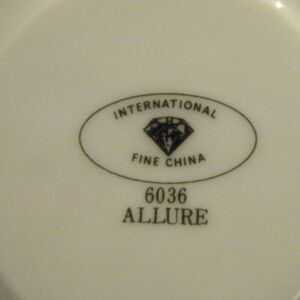 INTERNATIONAL
FINE CHINA
6036
ALLURE